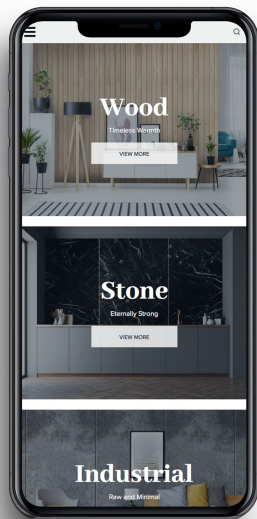 Wood
Timeless Warmth
VIEW MORE
Stone
Eternally Strong
VIEW MORE
Industrial
Raw and Minimal